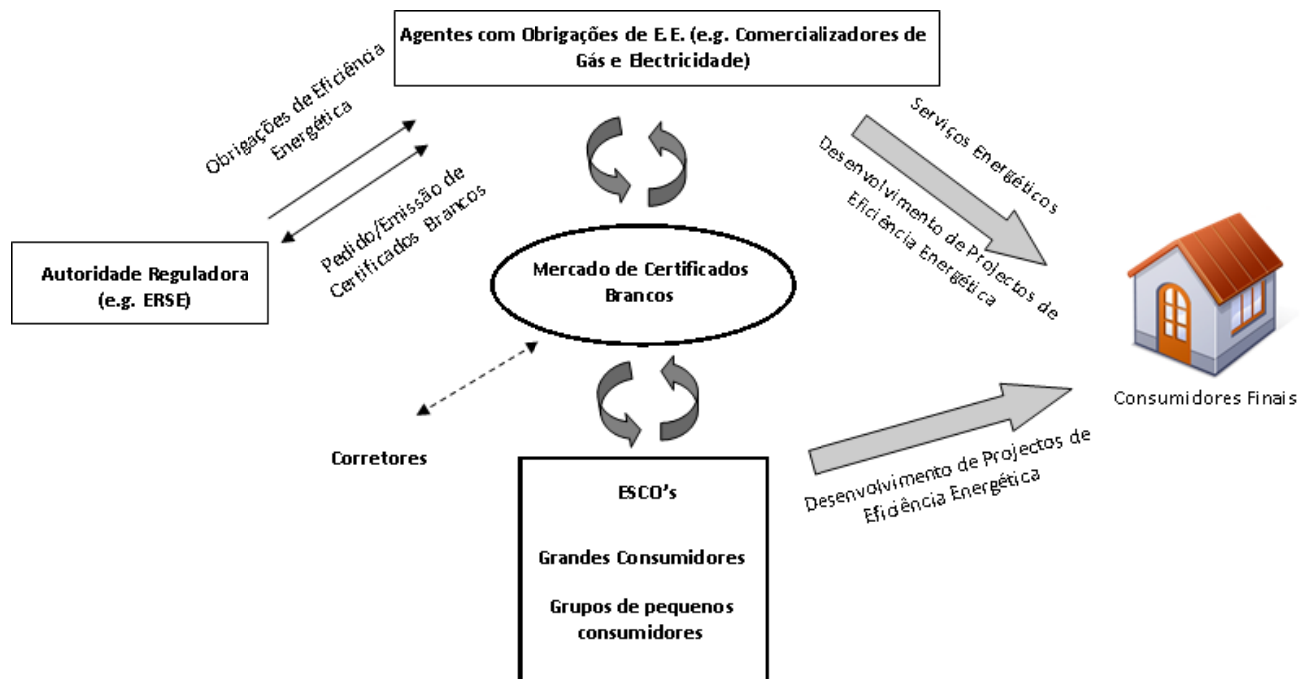 Agentes com Obrigações de E.E. (e.g. Comercializadores de
Gás e Electricidade)
Obrigações de Eficiência
Energética
Pedido/Emissão de
Certificados Brancos
Serviços Energéticos
Desenvolvimento de Projectos de
Eficiência Energética
Autoridade Reguladora
(e.g. ERSE)
Mercado de Certificados
Brancos
Consumidores Finais
Corretores
Desenvolvimento de Projectos de
Eficiência Energética
ESCO's
Grandes Consumidores
Grupos de pequenos
consumidores